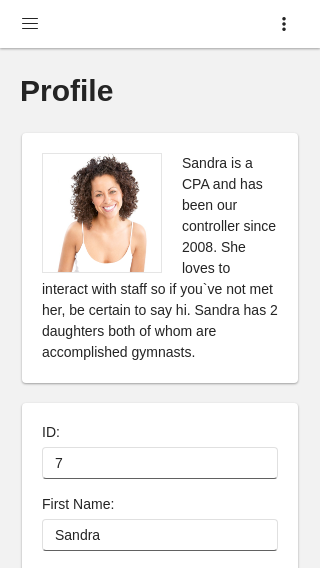 Profile
Sandra is a
CPA and has
been our
controller since
2008. She
loves to
interact with staff so if you`ve not met
her, be certain to say hi. Sandra has 2
daughters both of whom are
accomplished gymnasts.
ID:
7
First Name:
Sandra